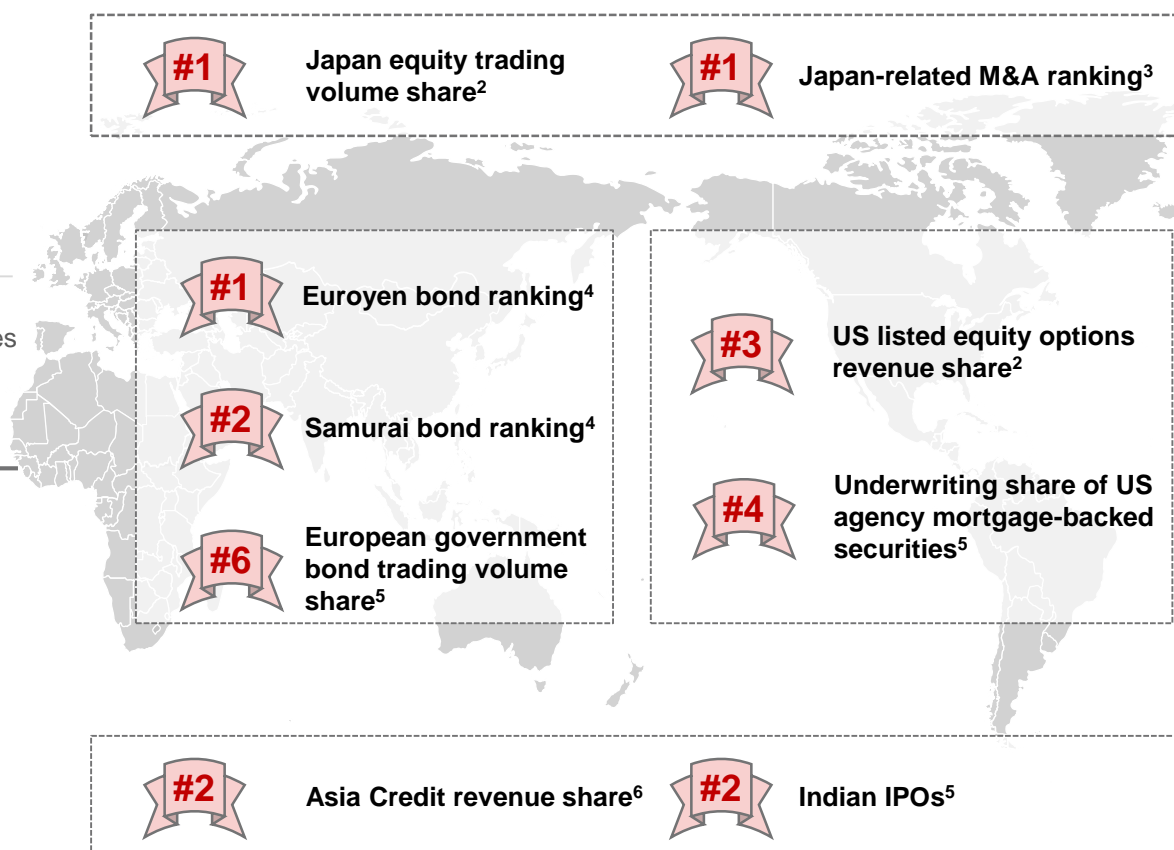 #1
Japan equity trading
volume share2
#1
Japan-related M&A ranking3
#1
Euroyen bond ranking4
#2
Samurai bond ranking4
#6
European government
bond trading volume
share5
es
#3
US listed equity options
revenue share2
#4
Underwriting share of US
agency mortgage-backed
securities5
#2
Asia Credit revenue share6
#2
Indian IPOs5